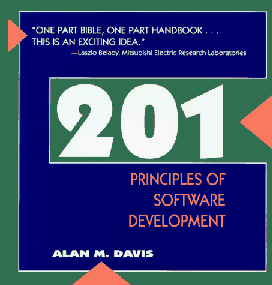 "ONE PART BIBLE, ONE PART HANDBOOK . . .
THIS IS AN EXCITING IDEA."
—Laszlo Belady, Mitsubishi Electric Research Laboratories
201
PRINCIPLES OF
SOFTWARE
DEVELOPMENT
ALAN M. DAVIS